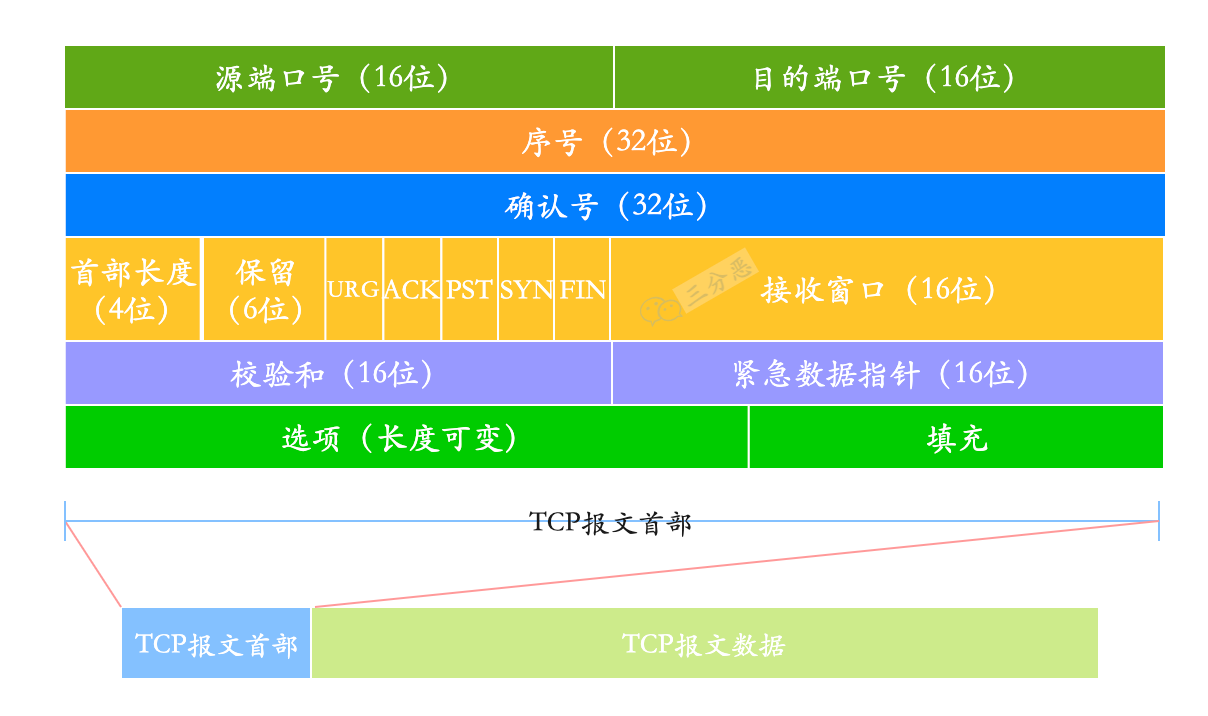 源端口号（16位）
目的端口号（16位）
序号（32位）
确认号（32位）
首部长度
（4位）
保留
（6位）
URG
ACK
PST
SYN
FIN
三分恶
接收窗口（16位）
校验和（16位）
紧急数据指针（16位）
选项（长度可变）
填充
TCP报文首部
TCP报文首部
TCP报文数据